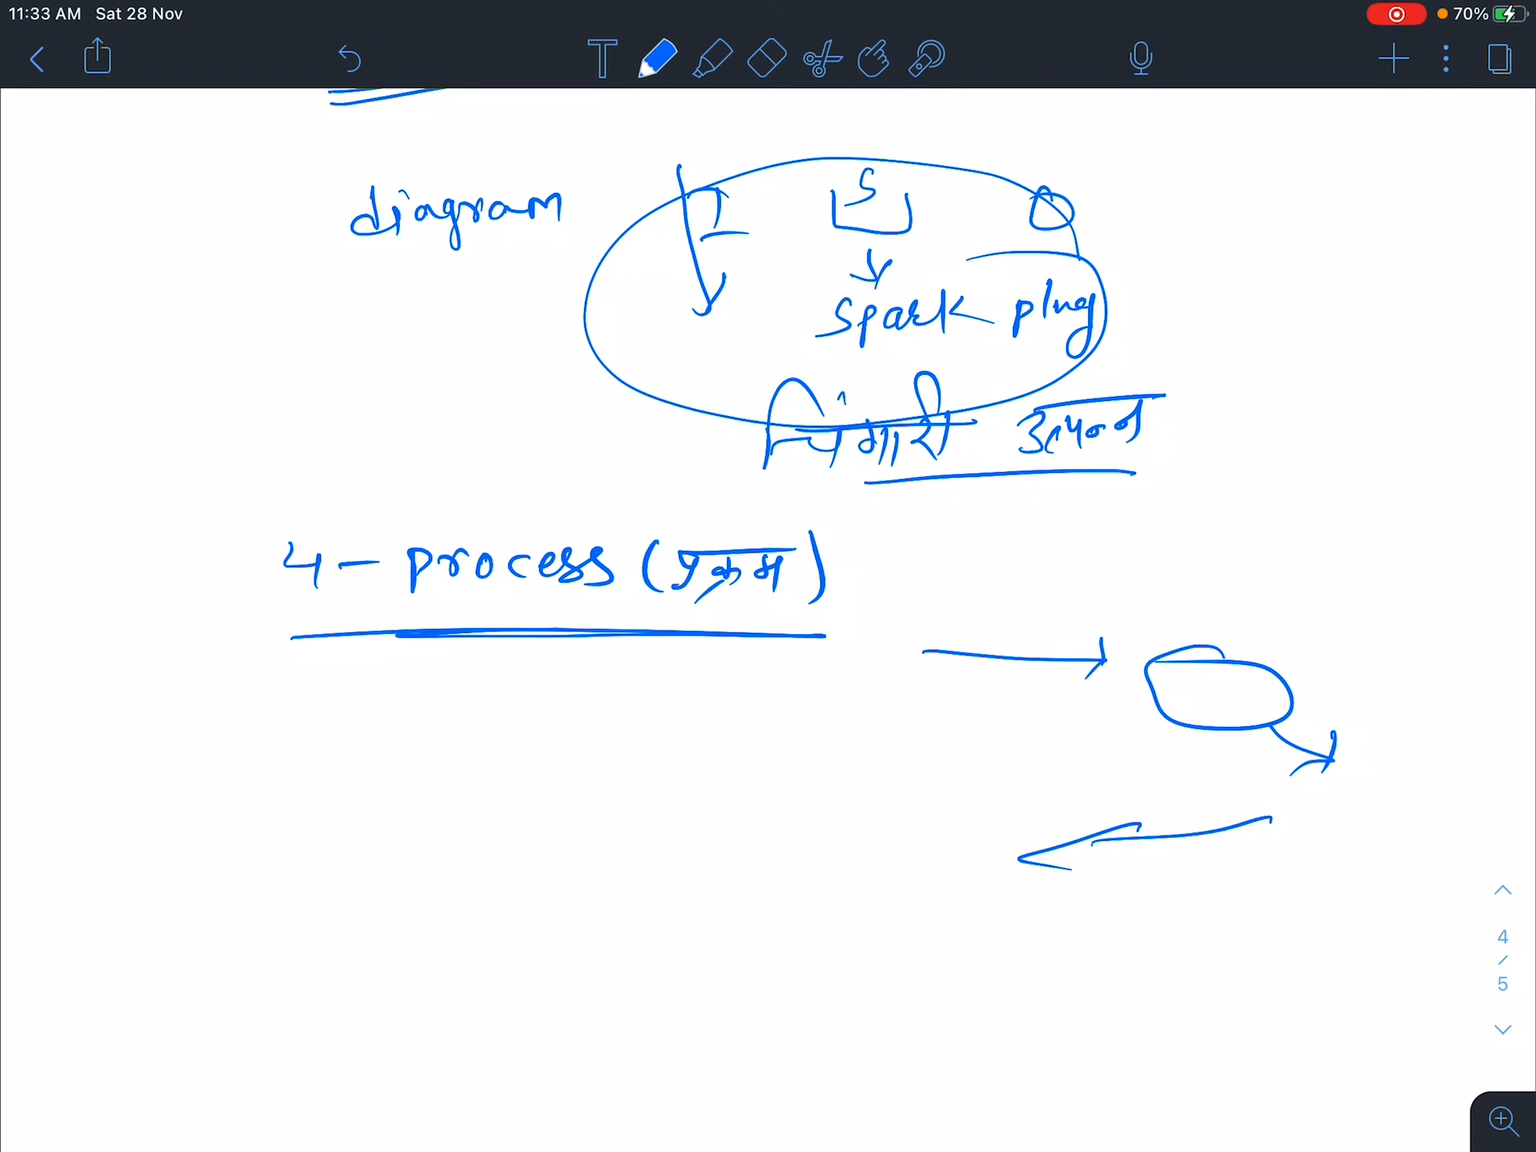 11:33 AM Sat 28 Nov
70%
T
diagram
I
S
O
spark plug
चिंगारी उत्पन्न
4 - process (प्रक्रम)
4
/
5